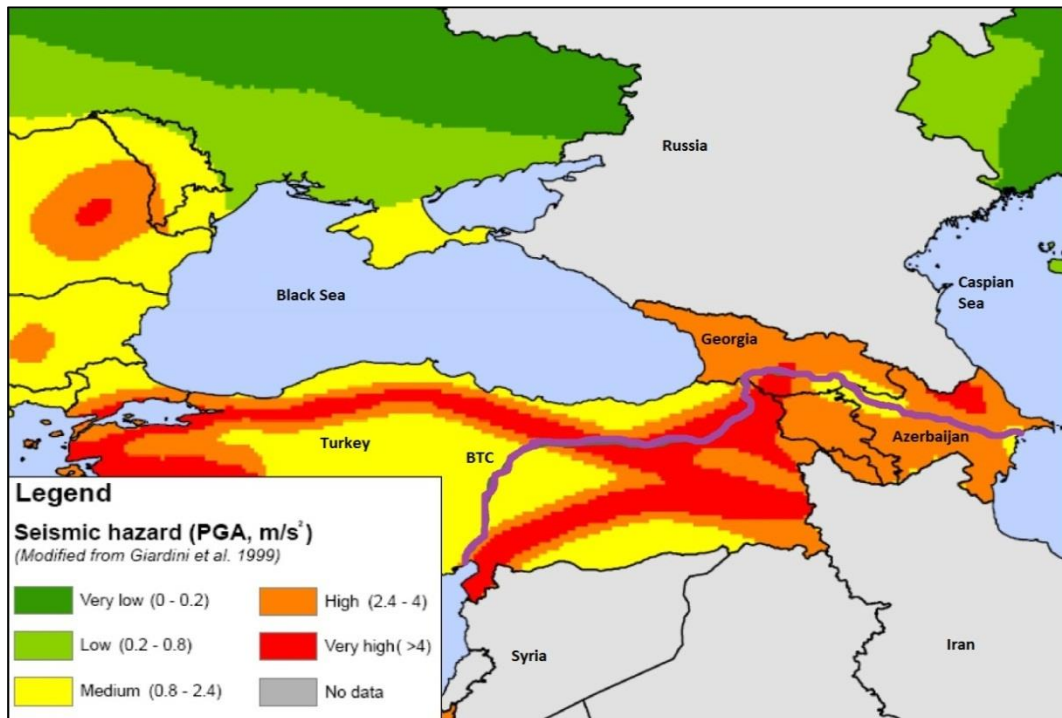 Russia
Black Sea
Caspian
Sea
Georgia
Turkey
BTC
Azerbaijan
Syria
Iran
Legend
Seismic hazard (PGA, m/s²)
(Modified from Giardini et al. 1999)
Very low (0 - 0.2)
High (2.4 - 4)
Low (0.2 - 0.8)
Very high( >4)
Medium (0.8 - 2.4)
No data